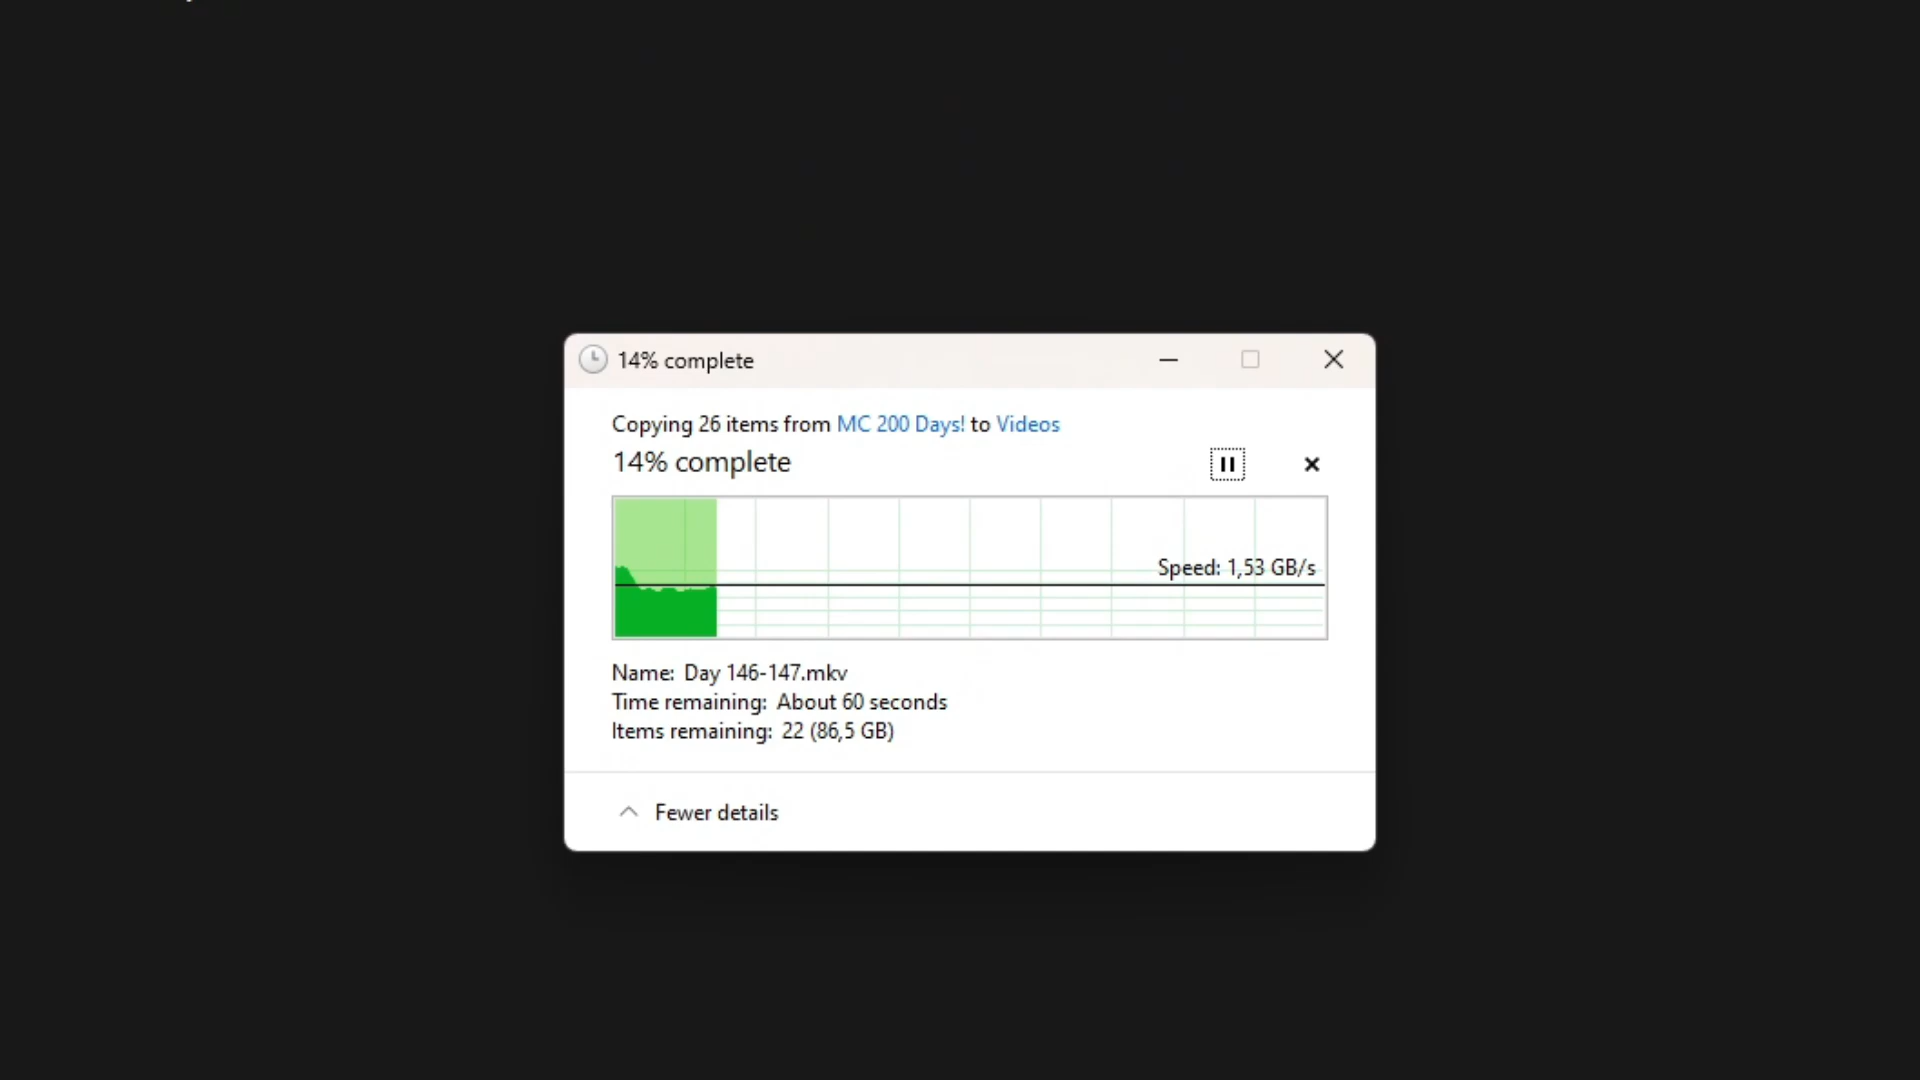 14% complete
Copying 26 items from MC 200 Days! to Videos
14% complete
Speed: 1,53 GB/s
Name: Day 146-147.mkv
Time remaining: About 60 seconds
Items remaining: 22 (86,5 GB)
Fewer details